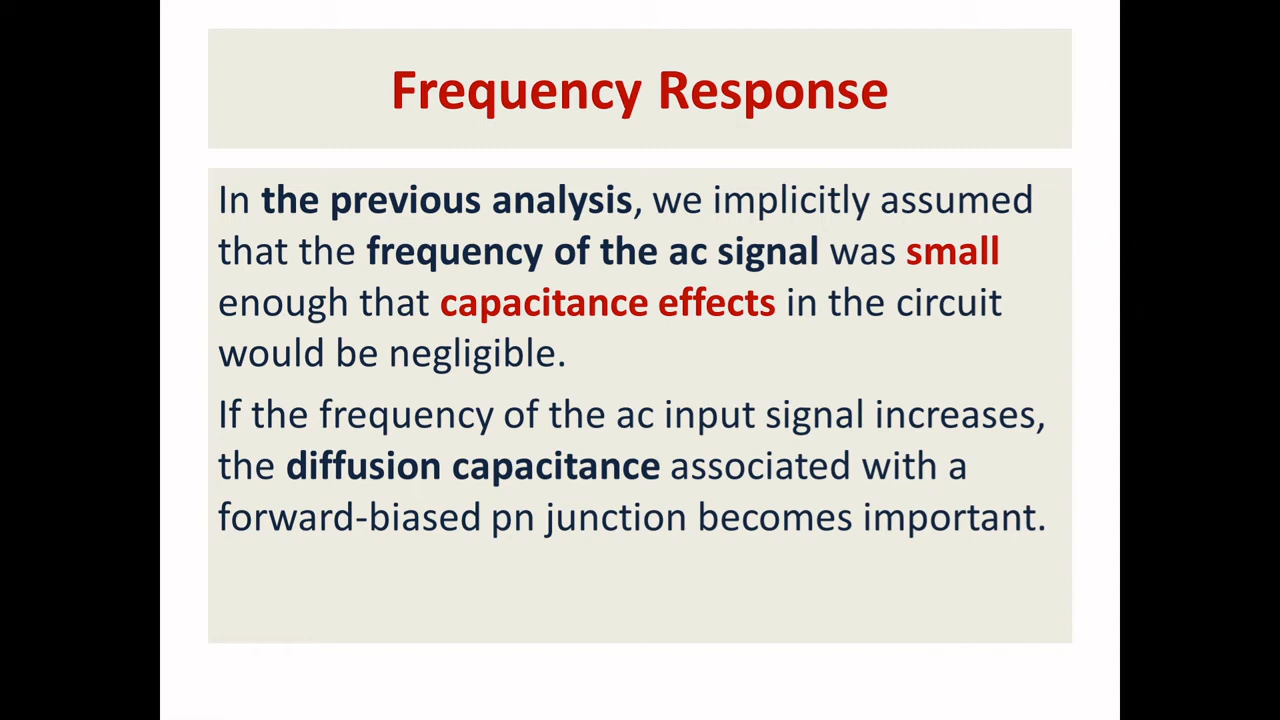 Frequency Response
In the previous analysis, we implicitly assumed
that the frequency of the ac signal was small
enough that capacitance effects in the circuit
would be negligible.
If the frequency of the ac input signal increases,
the diffusion capacitance associated with a
forward-biased pn junction becomes important.